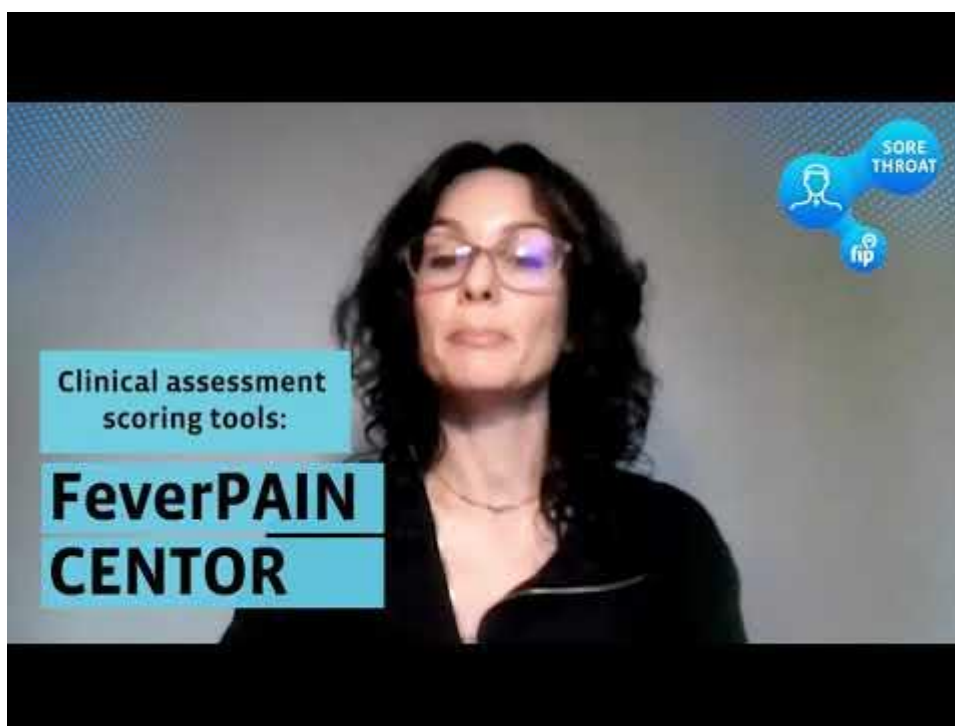 SORE
THROAT
fip
Clinical assessment
scoring tools:
FeverPAIN
CENTOR